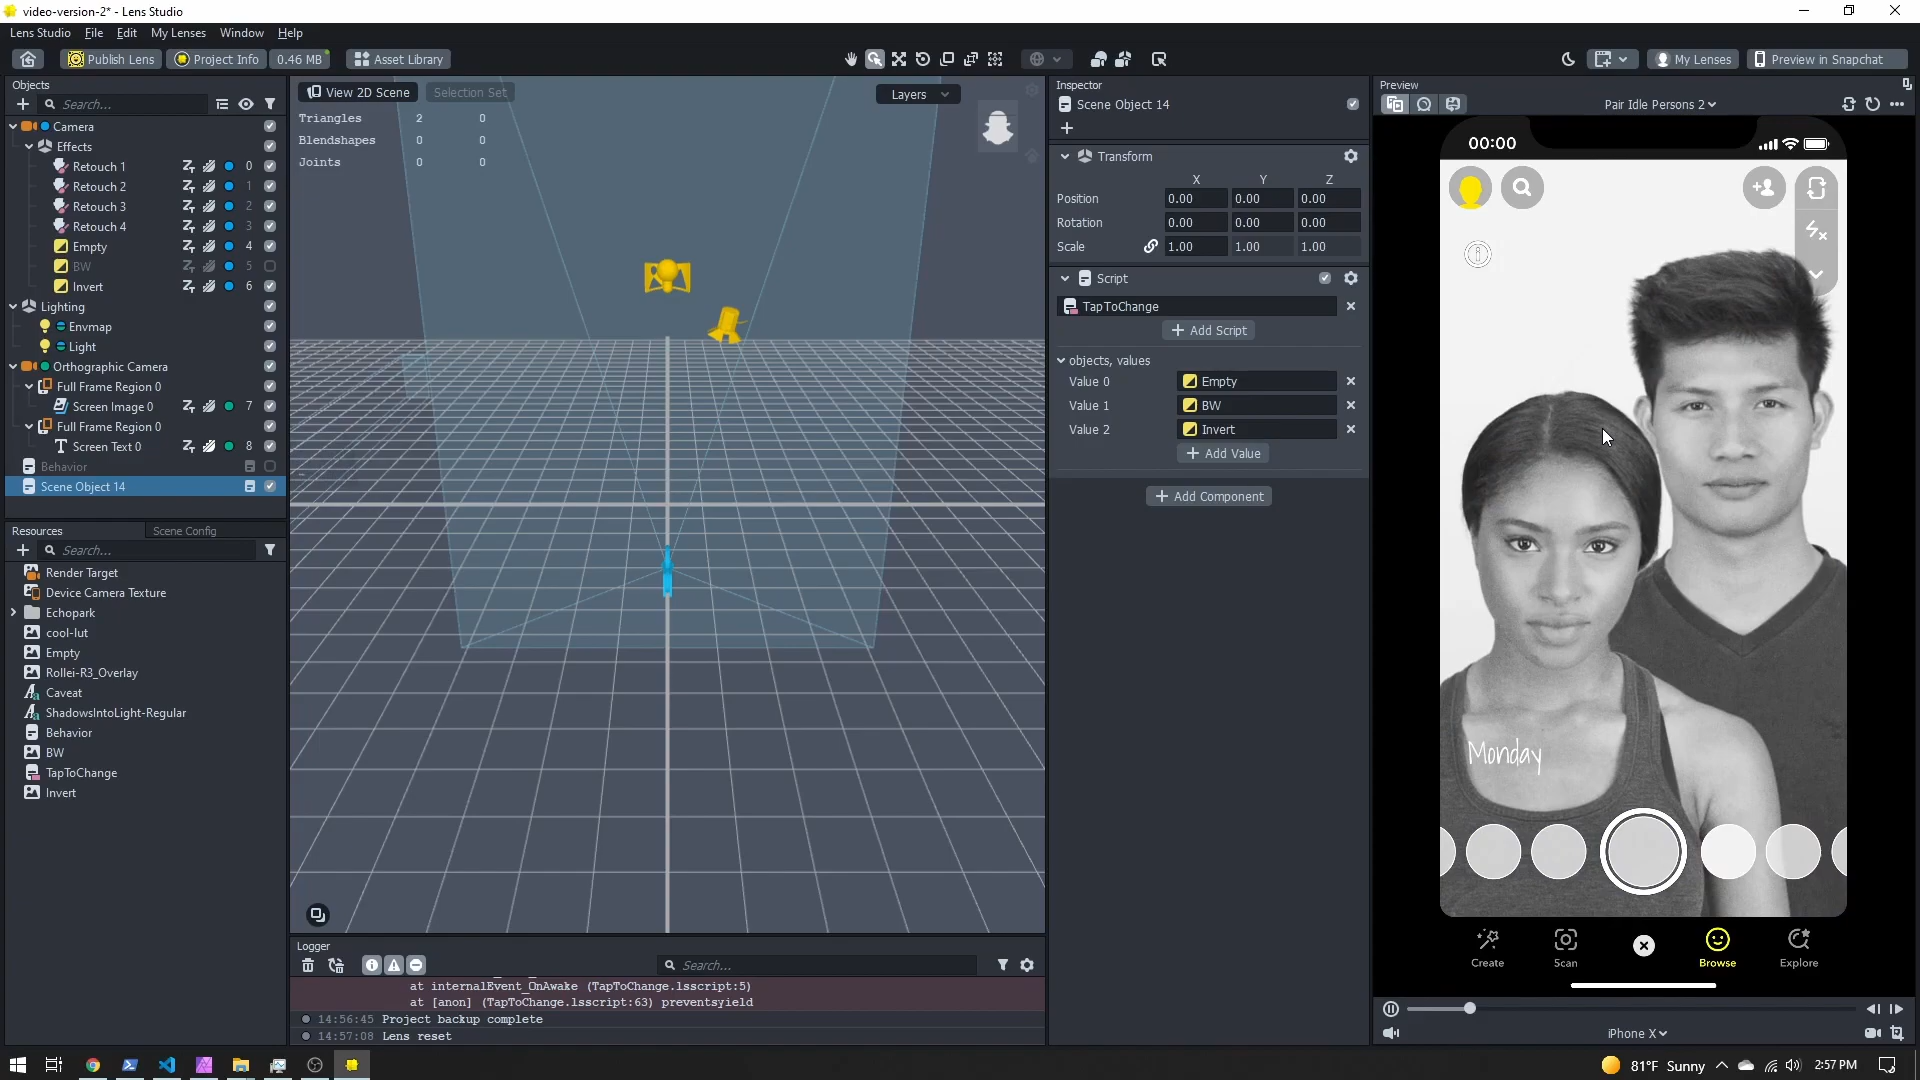 video-version-2* - Lens Studio
Lens Studio File Edit My Lenses Window Help
Publish Lens Project Info 0.46 MB Asset Library My Lenses Preview in Snapchat
Objects
Search...
Camera
Effects
Retouch 1 0
Retouch 2 1
Retouch 3 2
Retouch 4 3
Empty 4
BW 5
Invert 6
Lighting
Envmap
Light
Orthographic Camera
Full Frame Region 0
Screen Image 0 7
Full Frame Region 0
Screen Text 0 8
Behavior
Scene Object 14
Resources Scene Config
Search...
Render Target
Device Camera Texture
Echopark
cool-lut
Empty
Rollei-R3_Overlay
Caveat
ShadowsIntoLight-Regular
Behavior
BW
TapToChange
Invert
View 2D Scene Selection Set Layers
Triangles 2 0
Blendshapes 0 0
Joints 0 0
Logger
Search...
at internalEvent_OnAwake (TapToChange.lsscript:5)
at [anon] (TapToChange.lsscript:63) preventsyield
14:56:45 Project backup complete
14:57:08 Lens reset
Inspector
Scene Object 14
Transform
X Y Z
Position 0.00 0.00 0.00
Rotation 0.00 0.00 0.00
Scale 1.00 1.00 1.00
Script
TapToChange
+ Add Script
objects, values
Value 0 Empty
Value 1 BW
Value 2 Invert
+ Add Value
+ Add Component
Preview
Pair Idle Persons 2
00:00
Monday
Create Scan Browse Explore
iPhone X
81°F Sunny 2:57 PM